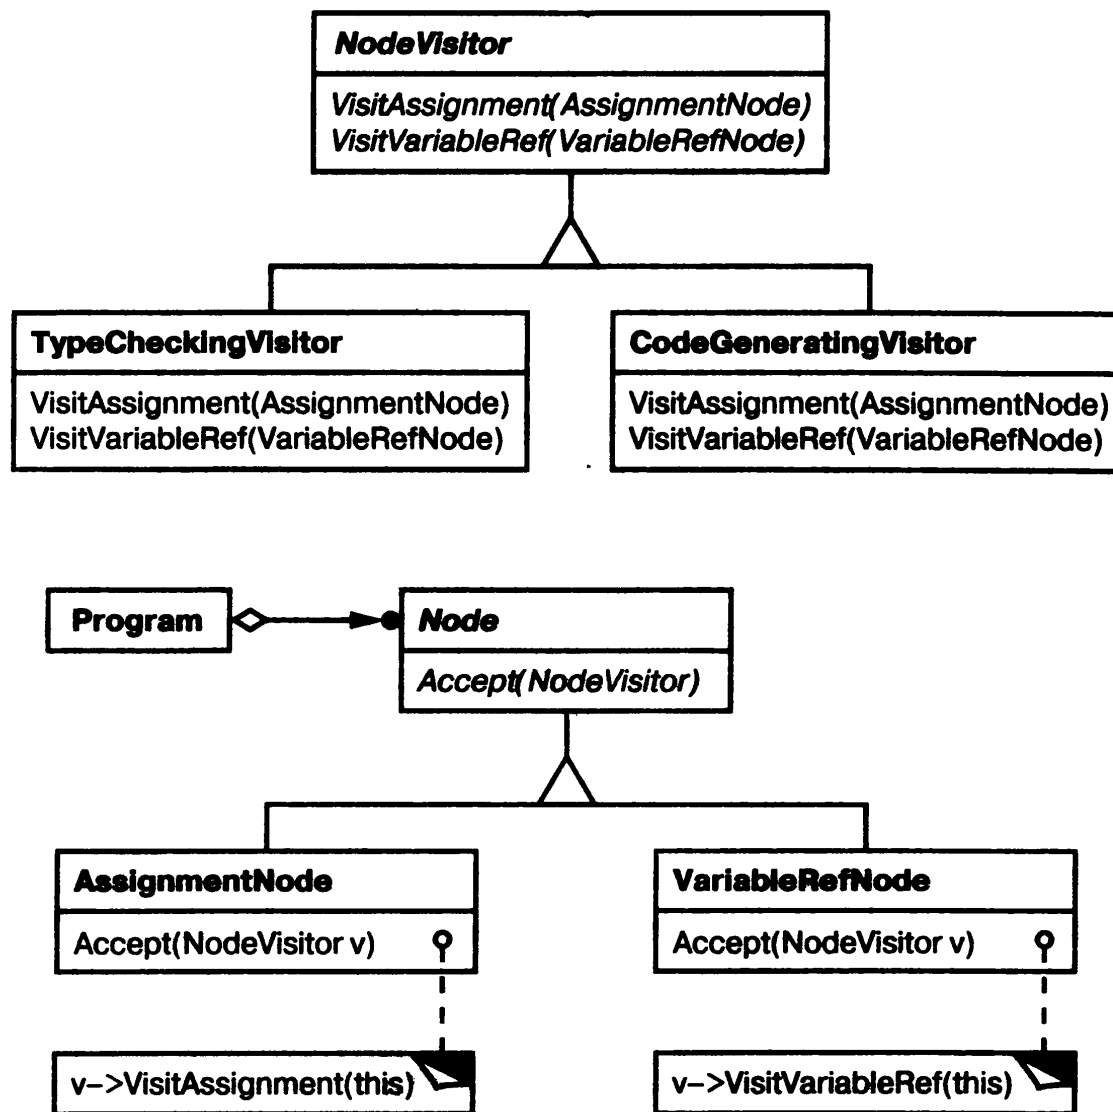 NodeVisitor
VisitAssignment(AssignmentNode)
VisitVariableRef(VariableRefNode)
TypeCheckingVisitor
VisitAssignment(AssignmentNode)
VisitVariableRef(VariableRefNode)
CodeGeneratingVisitor
VisitAssignment(AssignmentNode)
VisitVariableRef(VariableRefNode)
Program
Node
Accept(NodeVisitor)
AssignmentNode
Accept(NodeVisitor v)
v->VisitAssignment(this)
VariableRefNode
Accept(NodeVisitor v)
v->VisitVariableRef(this)